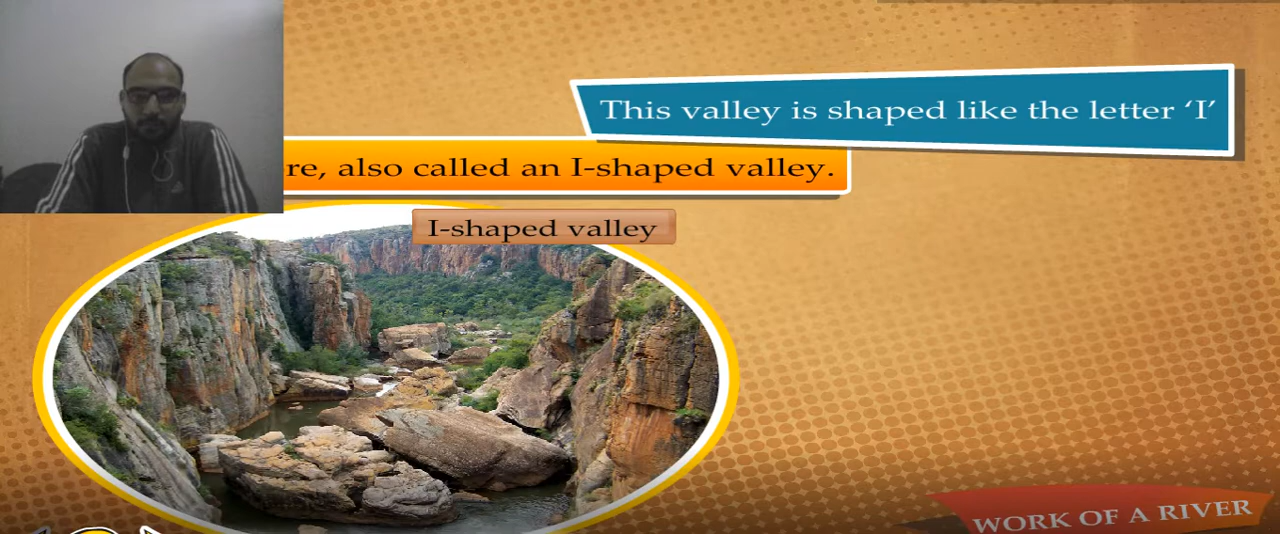 This valley is shaped like the letter ‘I’
re, also called an I-shaped valley.
I-shaped valley
WORK OF A RIVER